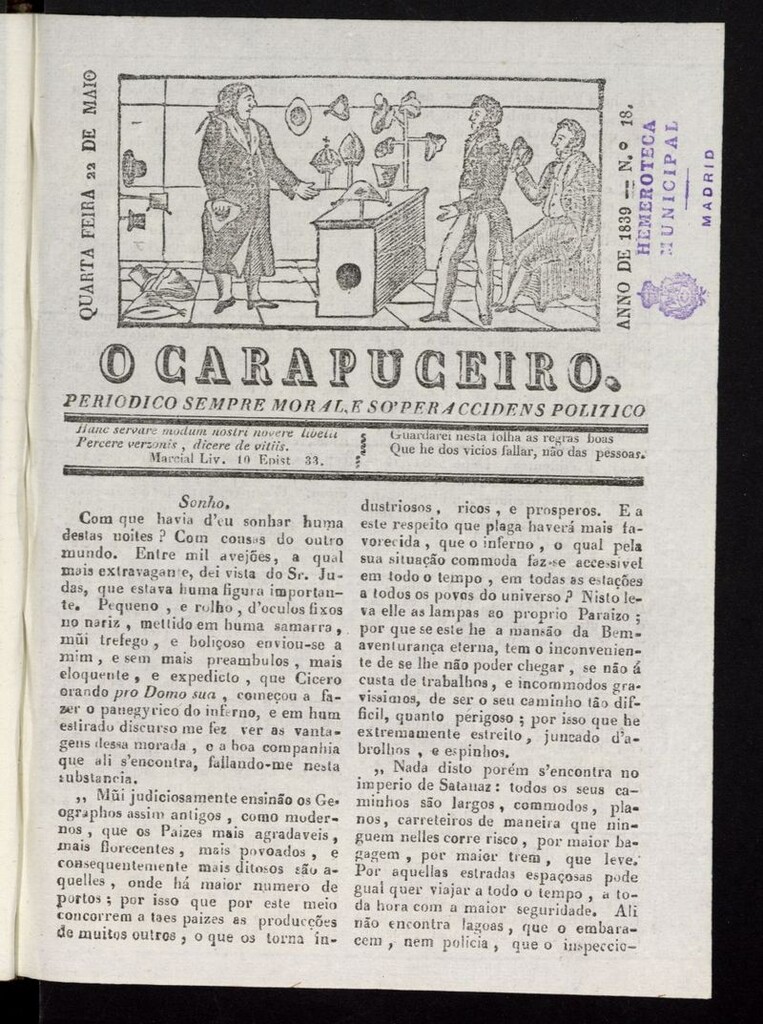 QUARTA FEIRA 22 DE MAIO
ANNO DE 1839 — N.º 18.
HEMEROTECA
MUNICIPAL
MADRID
O CARAPUCEIRO.
PERIODICO SEMPRE MORAL, E SO' PER ACCIDENS POLITICO
Hunc servare modum nostri novere libelli
Percere verzonis, dicere de vitiis.
Marcial Liv. 10 Epist 33.
Guardarei nesta folha as regras boas
Que he dos vicios fallar, não das pessoas.
Sonho.
Com que havia d'eu sonhar huma
destas noites? Com cousas do outro
mundo. Entre mil avejões, a qual
mais extravagante, dei vista do Sr. Ju-
das, que estava huma figura importan-
te. Pequeno, e rolho, d'oculos fixos
no nariz, mettido em huma samarra,
mũi trefego, e boliçoso enviou-se a
mim, e sem mais preambulos, mais
eloquente, e expedicto, que Cicero
orando pro Domo sua, começou a fa-
zer o panegyrico do inferno, e em hum
estirado discurso me fez ver as vanta-
gens dessa morada, e a boa companhia
que ali s'encontra, fallando-me nesta
substancia.
,, Mũi judiciosamente ensinão os Ge-
ographos assim antigos, como moder-
nos, que os Paizes mais agradaveis,
mais florecentes, mais povoados, e
consequentemente mais ditosos são a-
quelles, onde há maior numero de
portos; por isso que por este meio
concorrem a taes paizes as producções
de muitos outros, o que os torna in-
dustriosos, ricos, e prosperos. E a
este respeito que plaga haverá mais fa-
vorecida, que o inferno, o qual pela
sua situação commoda faz-se accessivel
em todo o tempo, em todas as estações
a todos os povos do universo? Nisto le-
va elle as lampas ao proprio Paraizo;
por que se este he a mansão da Bem-
aventurança eterna, tem o inconvenien-
te de se lhe não poder chegar, se não á
custa de trabalhos, e incommodos gra-
vissimos, de ser o seu caminho tão dif-
ficil, quanto perigoso; por isso que he
extremamente estreito, juncado d'a-
brolhos, e espinhos.
,, Nada disto porém s'encontra no
imperio de Satanaz: todos os seus ca-
minhos são largos, commodos, pla-
nos, carreteiros de maneira que nin-
guem nelles corre risco, por maior ba-
gagem, por maior trem, que leve.
Por aquellas estradas espaçosas pode
qual quer viajar a todo o tempo, a to-
da hora com a maior seguridade. Ali
não encontra lagoas, que o embara-
cem, nem policia, que o inspeccio-